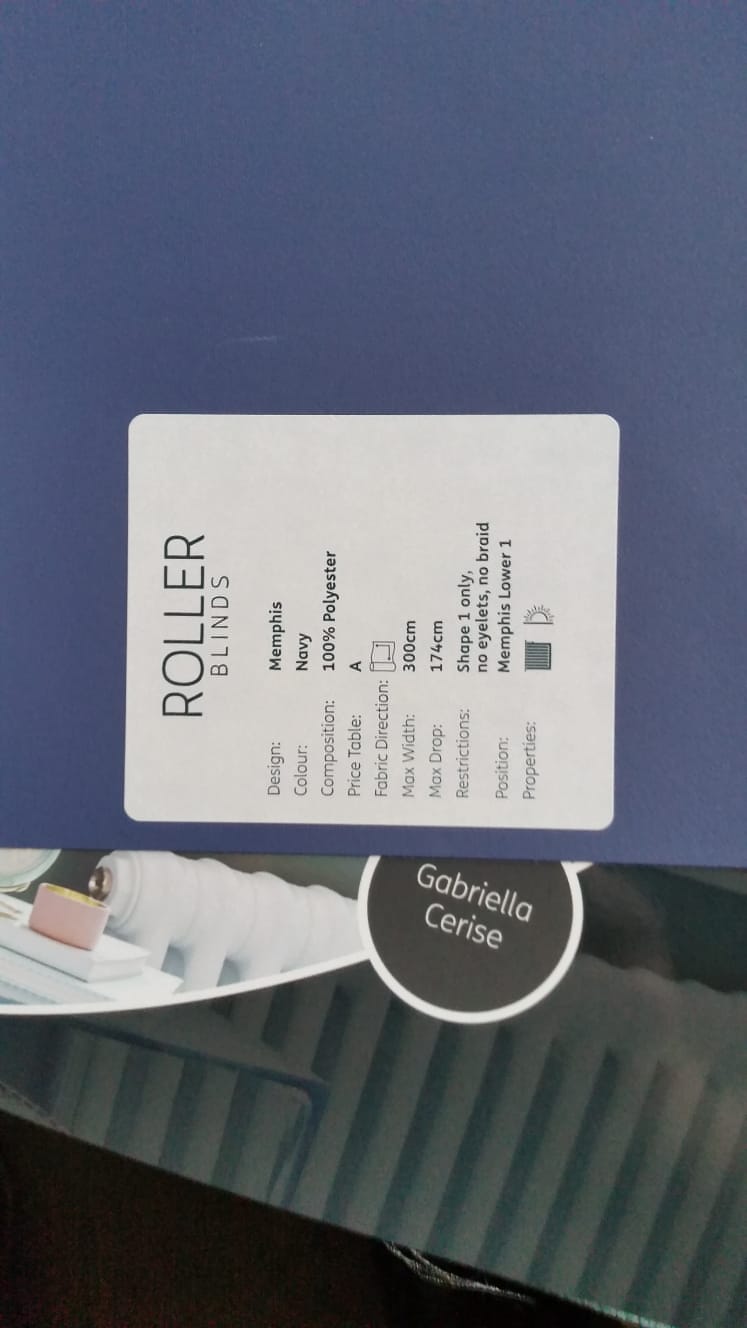 ROLLER
BLINDS
Design: Memphis
Colour: Navy
Composition: 100% Polyester
Price Table: A
Fabric Direction:
Max Width: 300cm
Max Drop: 174cm
Restrictions: Shape 1 only,
no eyelets, no braid
Position: Memphis Lower 1
Properties:
Gabriella
Cerise